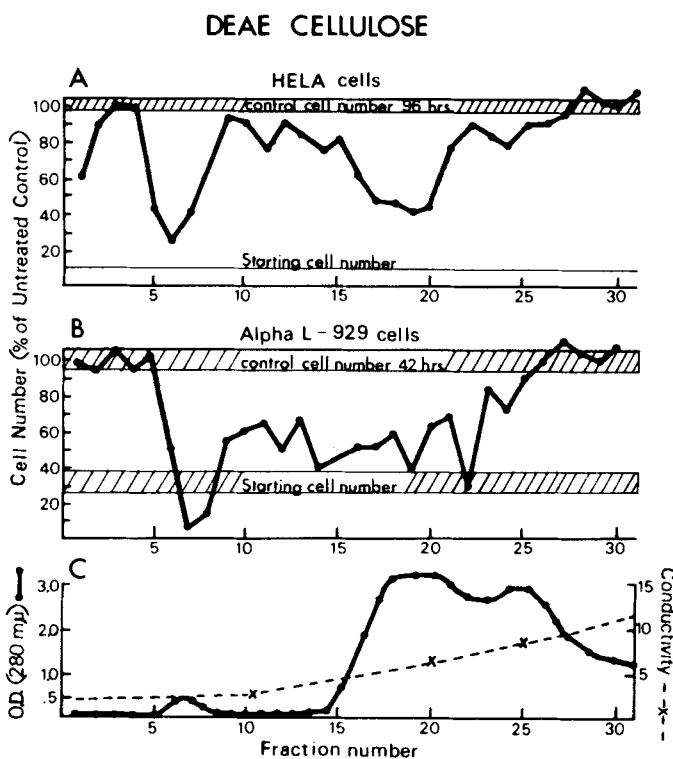 DEAE CELLULOSE
A
HELA cells
control cell number 96 hrs.
100
80
60
40
20
Starting cell number
5 10 15 20 25 30
Cell Number (% of Untreated Control)
B
Alpha L-929 cells
control cell number 42 hrs.
100
80
60
40
20
Starting cell number
5 10 15 20 25 30
C
O.D. (280 mµ)
3.0
2.0
1.0
.5
Conductivity --x--
15
10
5
5 10 15 20 25 30
Fraction number